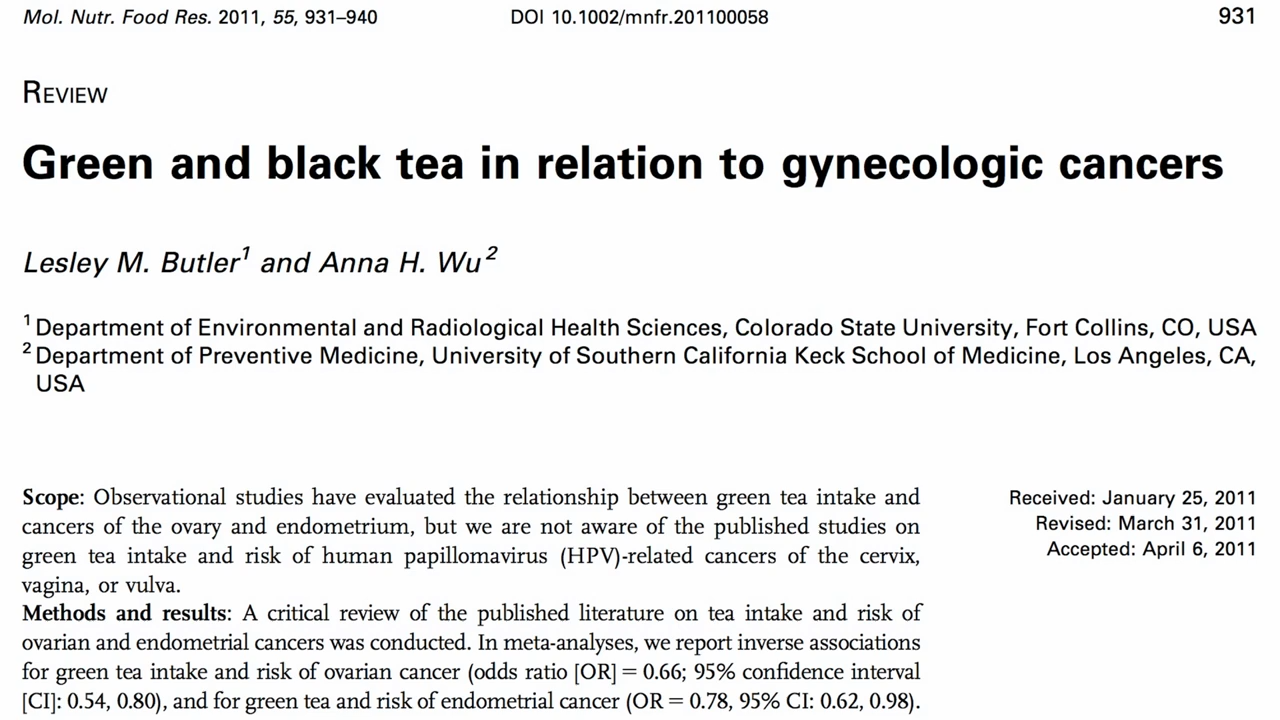 Mol. Nutr. Food Res. 2011, 55, 931–940 DOI 10.1002/mnfr.201100058 931
REVIEW
Green and black tea in relation to gynecologic cancers
Lesley M. Butler1 and Anna H. Wu2
1 Department of Environmental and Radiological Health Sciences, Colorado State University, Fort Collins, CO, USA
2 Department of Preventive Medicine, University of Southern California Keck School of Medicine, Los Angeles, CA,
USA
Scope: Observational studies have evaluated the relationship between green tea intake and
cancers of the ovary and endometrium, but we are not aware of the published studies on
green tea intake and risk of human papillomavirus (HPV)-related cancers of the cervix,
vagina, or vulva.
Methods and results: A critical review of the published literature on tea intake and risk of
ovarian and endometrial cancers was conducted. In meta-analyses, we report inverse associations
for green tea intake and risk of ovarian cancer (odds ratio [OR] = 0.66; 95% confidence interval
[CI]: 0.54, 0.80), and for green tea and risk of endometrial cancer (OR = 0.78, 95% CI: 0.62, 0.98).
Received: January 25, 2011
Revised: March 31, 2011
Accepted: April 6, 2011